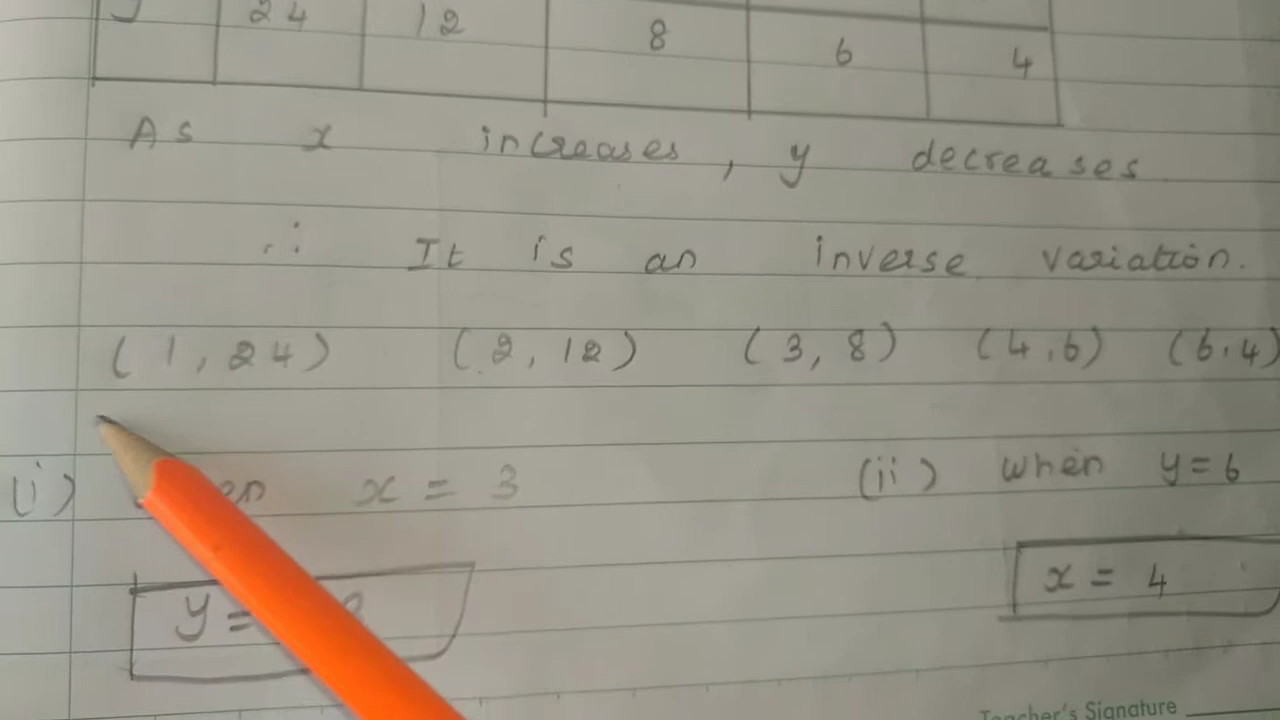 y 24 12 8 6 4
As x increases, y decreases
∴ It is an inverse variation.
(1, 24) (2, 12) (3, 8) (4, 6) (6, 4)
(i) x = 3 (ii) when y = 6
y = x = 4
Teacher's Signature